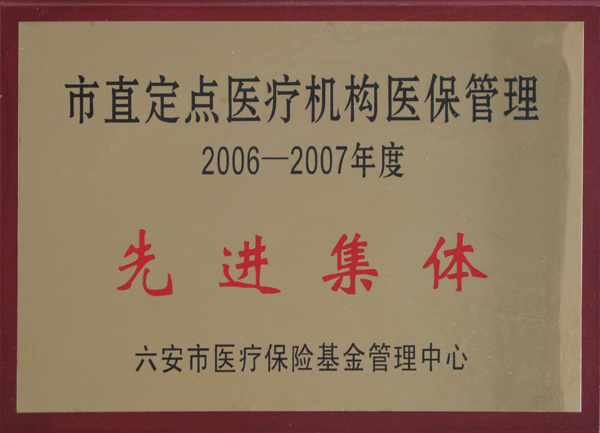 市直定点医疗机构医保管理
2006—2007年度
先进集体
六安市医疗保险基金管理中心